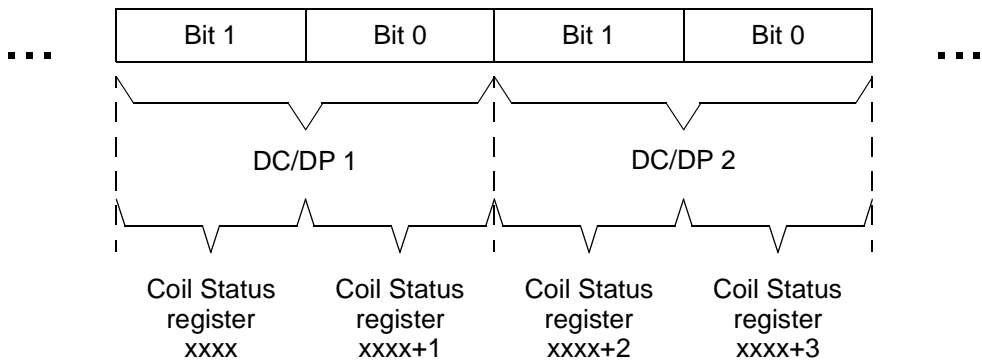 Bit 1 Bit 0 Bit 1 Bit 0
... ...
DC/DP 1 DC/DP 2
Coil Status register xxxx
Coil Status register xxxx+1
Coil Status register xxxx+2
Coil Status register xxxx+3